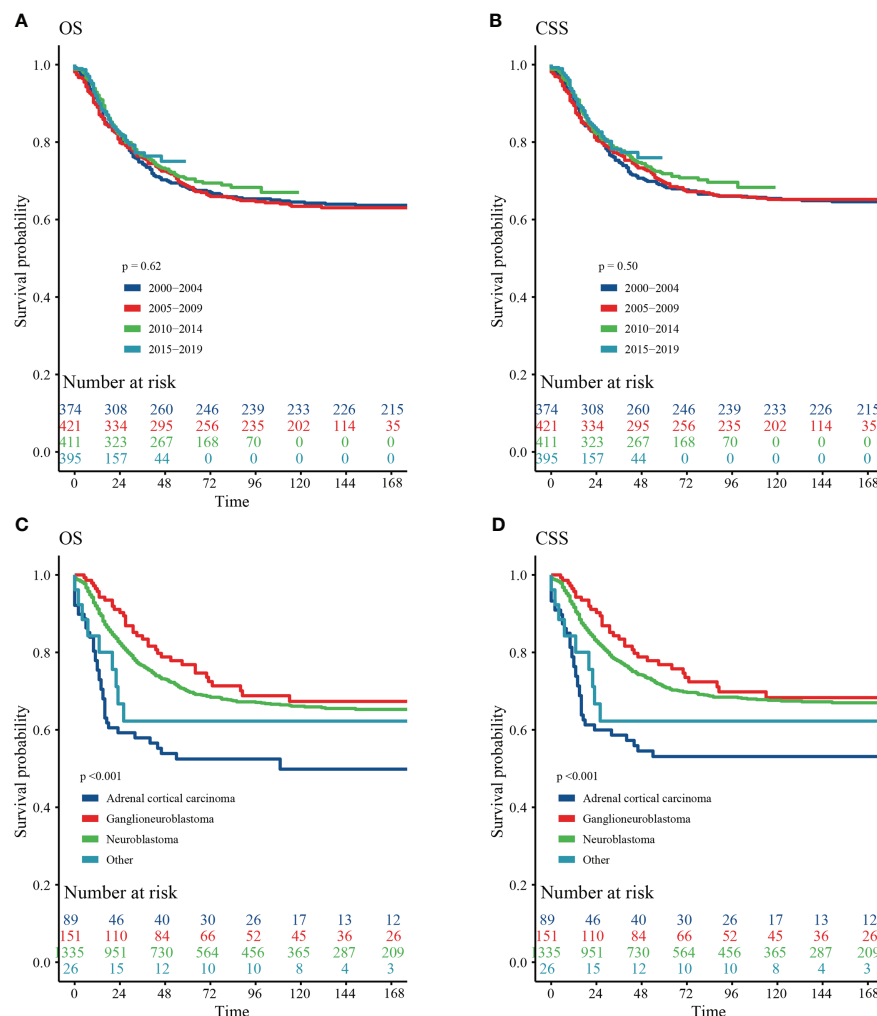 A
OS
1.0
0.8
0.6
0.4
0.2
0.0
Survival probability
p = 0.62
2000−2004
2005−2009
2010−2014
2015−2019
Number at risk
374 308 260 246 239 233 226 215
421 334 295 256 235 202 114 35
411 323 267 168 70 0 0 0
395 157 44 0 0 0 0 0
0 24 48 72 96 120 144 168
Time
B
CSS
1.0
0.8
0.6
0.4
0.2
0.0
Survival probability
p = 0.50
2000−2004
2005−2009
2010−2014
2015−2019
Number at risk
374 308 260 246 239 233 226 215
421 334 295 256 235 202 114 35
411 323 267 168 70 0 0 0
395 157 44 0 0 0 0 0
0 24 48 72 96 120 144 168
Time
C
OS
1.0
0.8
0.6
0.4
0.2
0.0
Survival probability
p <0.001
Adrenal cortical carcinoma
Ganglioneuroblastoma
Neuroblastoma
Other
Number at risk
89 46 40 30 26 17 13 12
151 110 84 66 52 45 36 26
1335 951 730 564 456 365 287 209
26 15 12 10 10 8 4 3
0 24 48 72 96 120 144 168
Time
D
CSS
1.0
0.8
0.6
0.4
0.2
0.0
Survival probability
p <0.001
Adrenal cortical carcinoma
Ganglioneuroblastoma
Neuroblastoma
Other
Number at risk
89 46 40 30 26 17 13 12
151 110 84 66 52 45 36 26
1335 951 730 564 456 365 287 209
26 15 12 10 10 8 4 3
0 24 48 72 96 120 144 168
Time